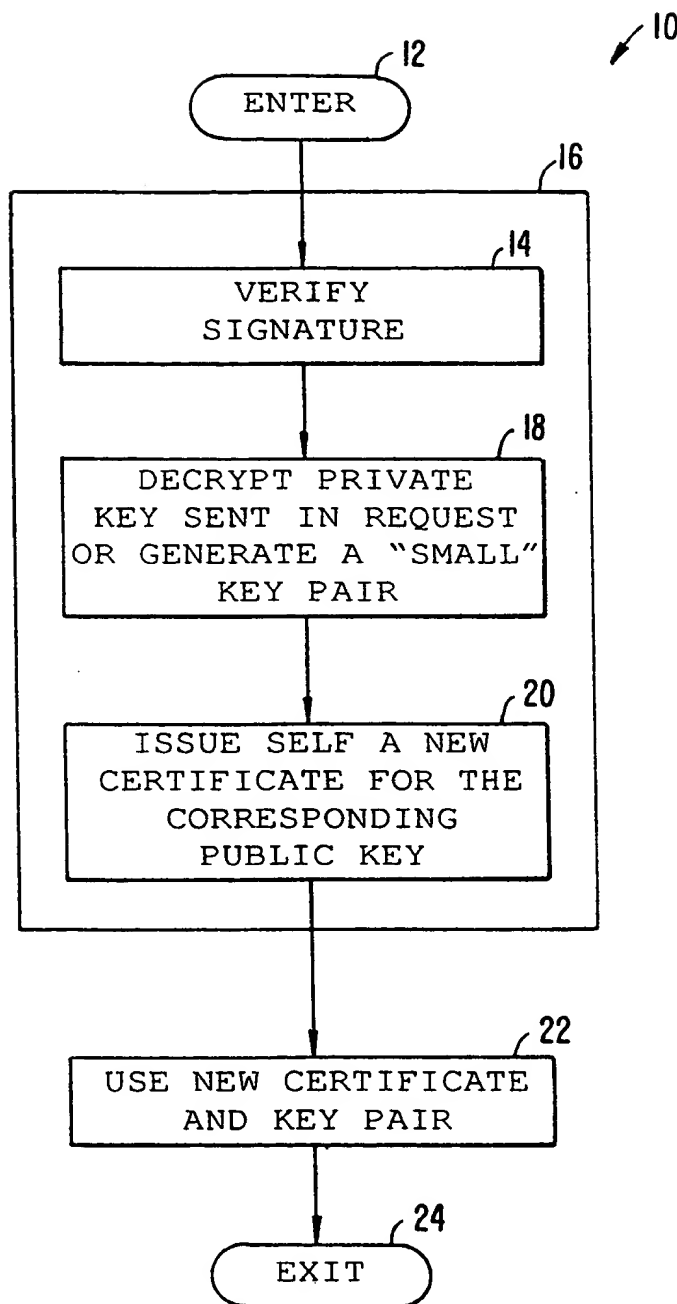 10
12
ENTER
16
14
VERIFY
SIGNATURE
18
DECRYPT PRIVATE
KEY SENT IN REQUEST
OR GENERATE A “SMALL”
KEY PAIR
20
ISSUE SELF A NEW
CERTIFICATE FOR THE
CORRESPONDING
PUBLIC KEY
22
USE NEW CERTIFICATE
AND KEY PAIR
24
EXIT